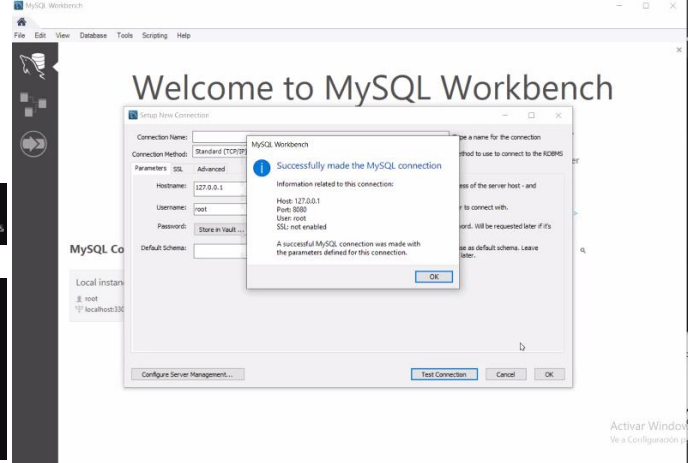 MySQL Workbench
File Edit View Database Tools Scripting Help
Welcome to MySQL Workbench
Setup New Connection
Connection Name:
Type a name for the connection
Connection Method: Standard (TCP/IP)
method to use to connect to the RDBMS
Parameters SSL Advanced
Hostname: 127.0.0.1
ess of the server host - and
Username: root
r to connect with.
Password: Store in Vault ...
word. Will be requested later if it's
Default Schema:
se as default schema. Leave
later.
MySQL Workbench
Successfully made the MySQL connection
Information related to this connection:
Host: 127.0.0.1
Port: 8080
User: root
SSL: not enabled
A successful MySQL connection was made with
the parameters defined for this connection.
OK
MySQL Co
Local instan
root
localhost:330
Configure Server Management...
Test Connection Cancel OK
Activar Window
Ve a Configuración p